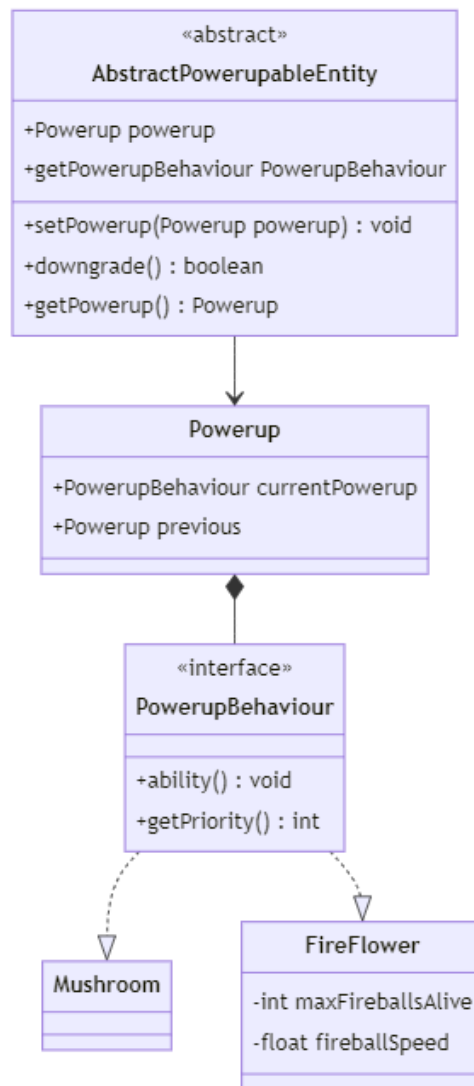 «abstract»
AbstractPowerupableEntity
+Powerup powerup
+getPowerupBehaviour PowerupBehaviour
+setPowerup(Powerup powerup) : void
+downgrade() : boolean
+getPowerup() : Powerup
Powerup
+PowerupBehaviour currentPowerup
+Powerup previous
«interface»
PowerupBehaviour
+ability() : void
+getPriority() : int
Mushroom
FireFlower
-int maxFireballsAlive
-float fireballSpeed